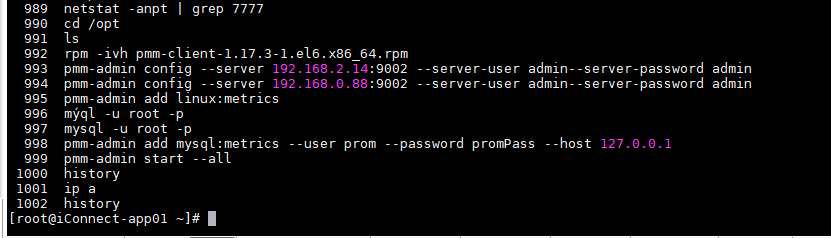 989 netstat -anpt | grep 7777
990 cd /opt
991 ls
992 rpm -ivh pmm-client-1.17.3-1.el6.x86_64.rpm
993 pmm-admin config --server 192.168.2.14:9002 --server-user admin--server-password admin
994 pmm-admin config --server 192.168.0.88:9002 --server-user admin--server-password admin
995 pmm-admin add linux:metrics
996 mýql -u root -p
997 mysql -u root -p
998 pmm-admin add mysql:metrics --user prom --password promPass --host 127.0.0.1
999 pmm-admin start --all
1000 history
1001 ip a
1002 history
[root@iConnect-app01 ~]#